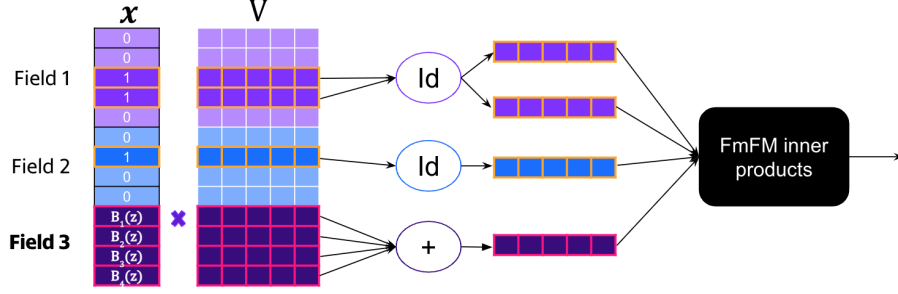 x V
0
0
Field 1 1 Id
1
0
0
Field 2 1 Id
0
0
B₁(z)
B₂(z)
Field 3 +
B₃(z)
B₄(z)
×
FmFM inner
products